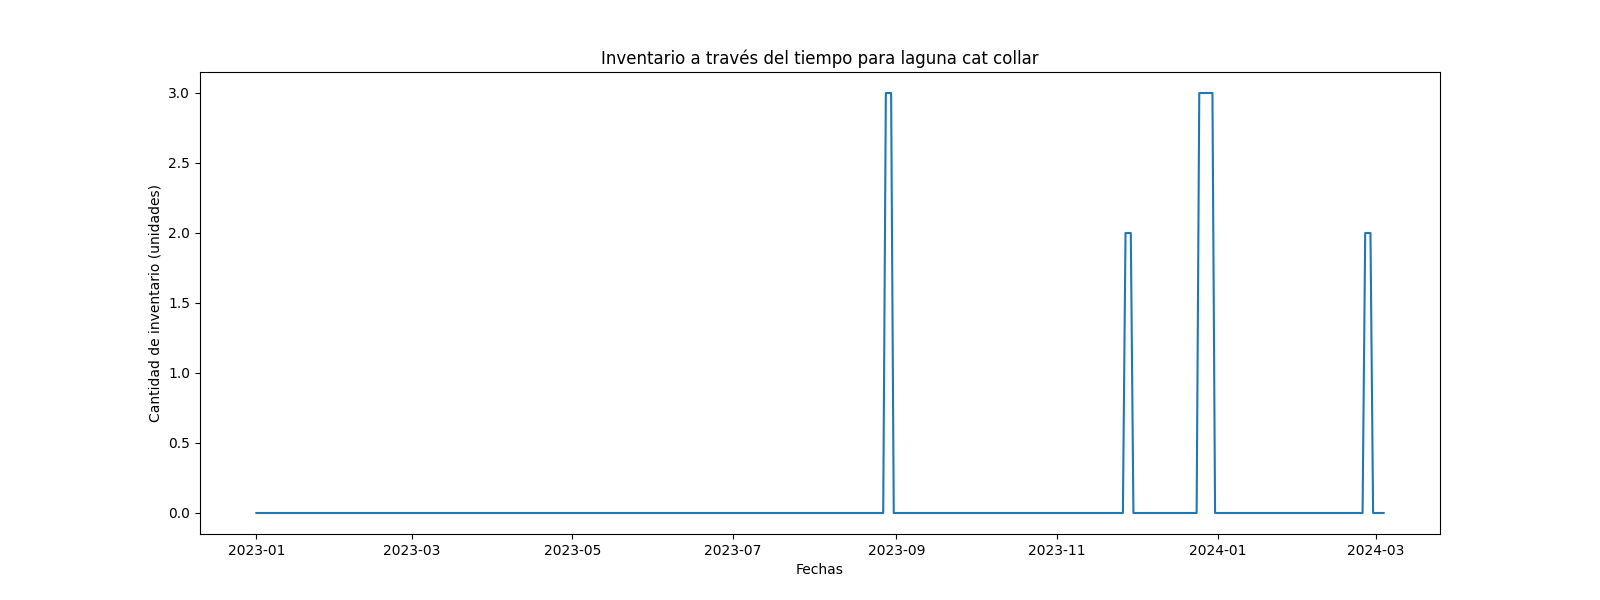 Inventario a través del tiempo para laguna cat collar
3.0
2.5
2.0
1.5
1.0
0.5
0.0
Cantidad de inventario (unidades)
2023-01 2023-03 2023-05 2023-07 2023-09 2023-11 2024-01 2024-03
Fechas